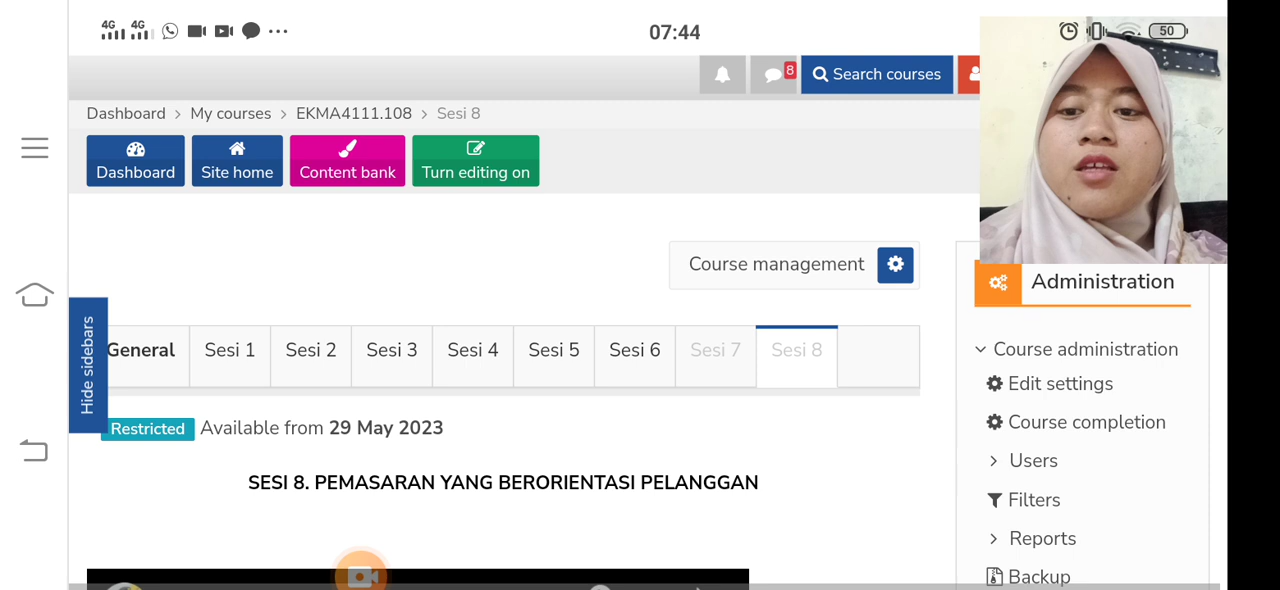 4G 4G 07:44 50
8 Search courses
Dashboard > My courses > EKMA4111.108 > Sesi 8
Dashboard Site home Content bank Turn editing on
Course management
Administration
Hide sidebars
General Sesi 1 Sesi 2 Sesi 3 Sesi 4 Sesi 5 Sesi 6 Sesi 7 Sesi 8
Restricted Available from 29 May 2023
SESI 8. PEMASARAN YANG BERORIENTASI PELANGGAN
Course administration
Edit settings
Course completion
Users
Filters
Reports
Backup